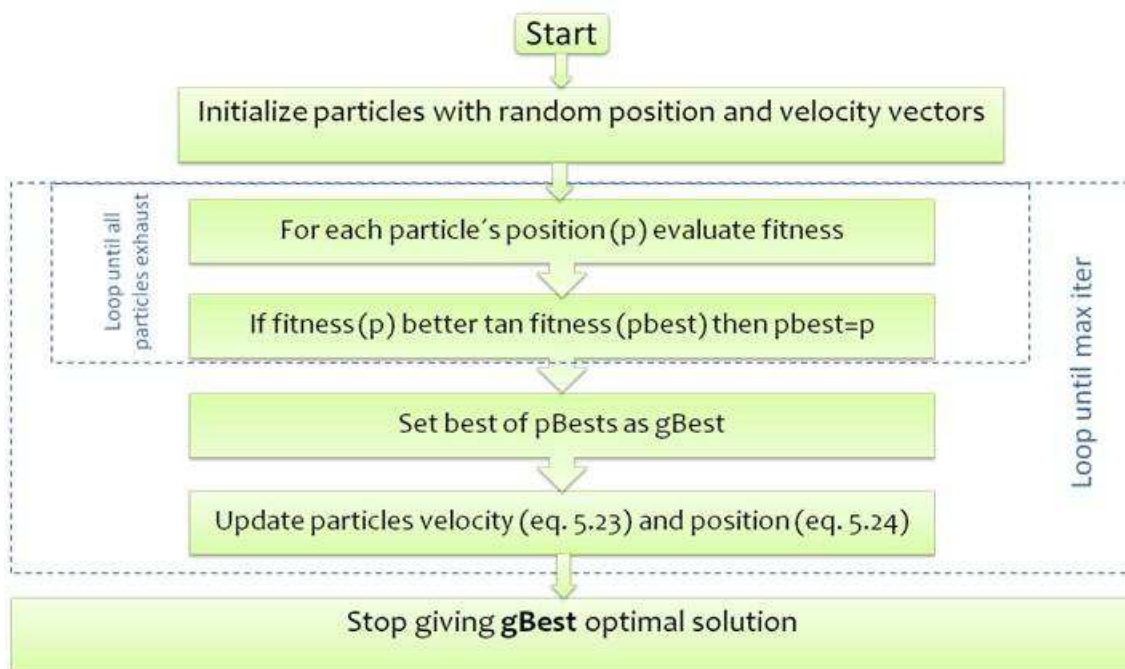 Start
Initialize particles with random position and velocity vectors
For each particle´s position (p) evaluate fitness
If fitness (p) better tan fitness (pbest) then pbest=p
Loop until all
particles exhaust
Set best of pBests as gBest
Update particles velocity (eq. 5.23) and position (eq. 5.24)
Loop until max iter
Stop giving gBest optimal solution